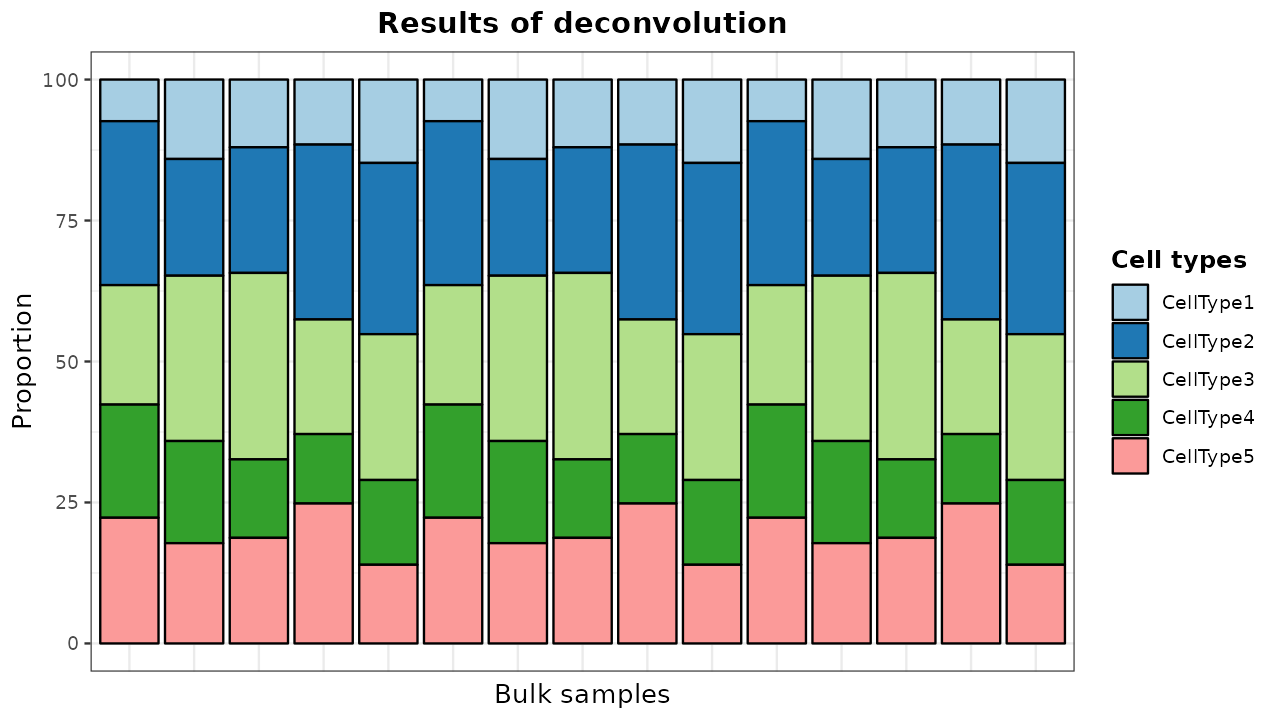 Results of deconvolution
Proportion
100
75
50
25
0
Bulk samples
Cell types
CellType1
CellType2
CellType3
CellType4
CellType5